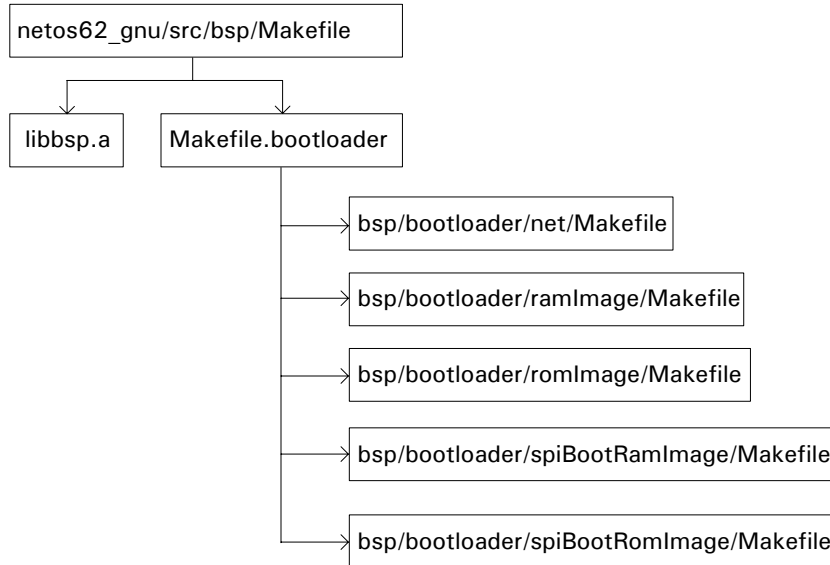 netos62_gnu/src/bsp/Makefile
libbsp.a
Makefile.bootloader
bsp/bootloader/net/Makefile
bsp/bootloader/ramImage/Makefile
bsp/bootloader/romImage/Makefile
bsp/bootloader/spiBootRamImage/Makefile
bsp/bootloader/spiBootRomImage/Makefile